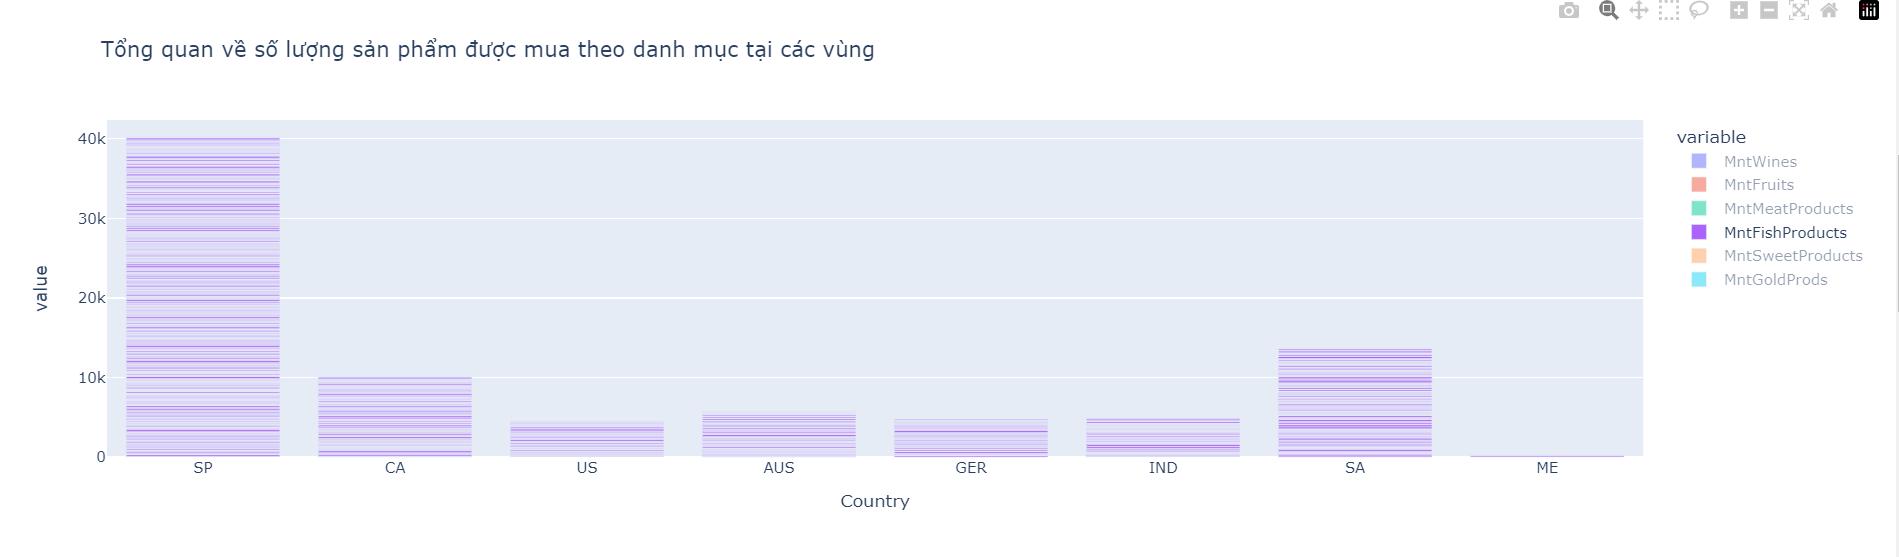 Tổng quan về số lượng sản phẩm được mua theo danh mục tại các vùng
value
40k
30k
20k
10k
0
SP CA US AUS GER IND SA ME
Country
variable
MntWines
MntFruits
MntMeatProducts
MntFishProducts
MntSweetProducts
MntGoldProds